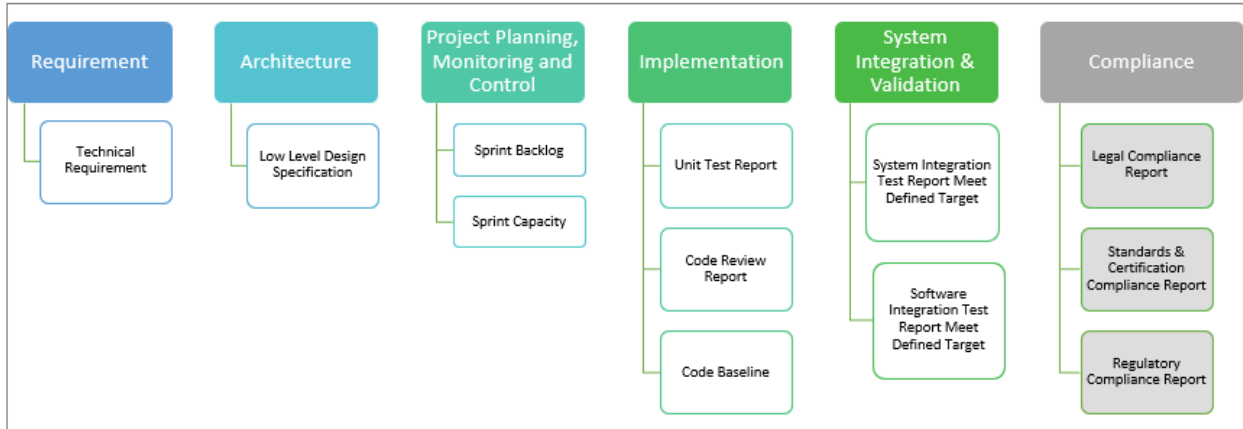 Requirement
Technical
Requirement
Architecture
Low Level Design
Specification
Project Planning,
Monitoring and
Control
Sprint Backlog
Sprint Capacity
Implementation
Unit Test Report
Code Review
Report
Code Baseline
System
Integration &
Validation
System Integration
Test Report Meet
Defined Target
Software
Integration Test
Report Meet
Defined Target
Compliance
Legal Compliance
Report
Standards &
Certification
Compliance Report
Regulatory
Compliance Report